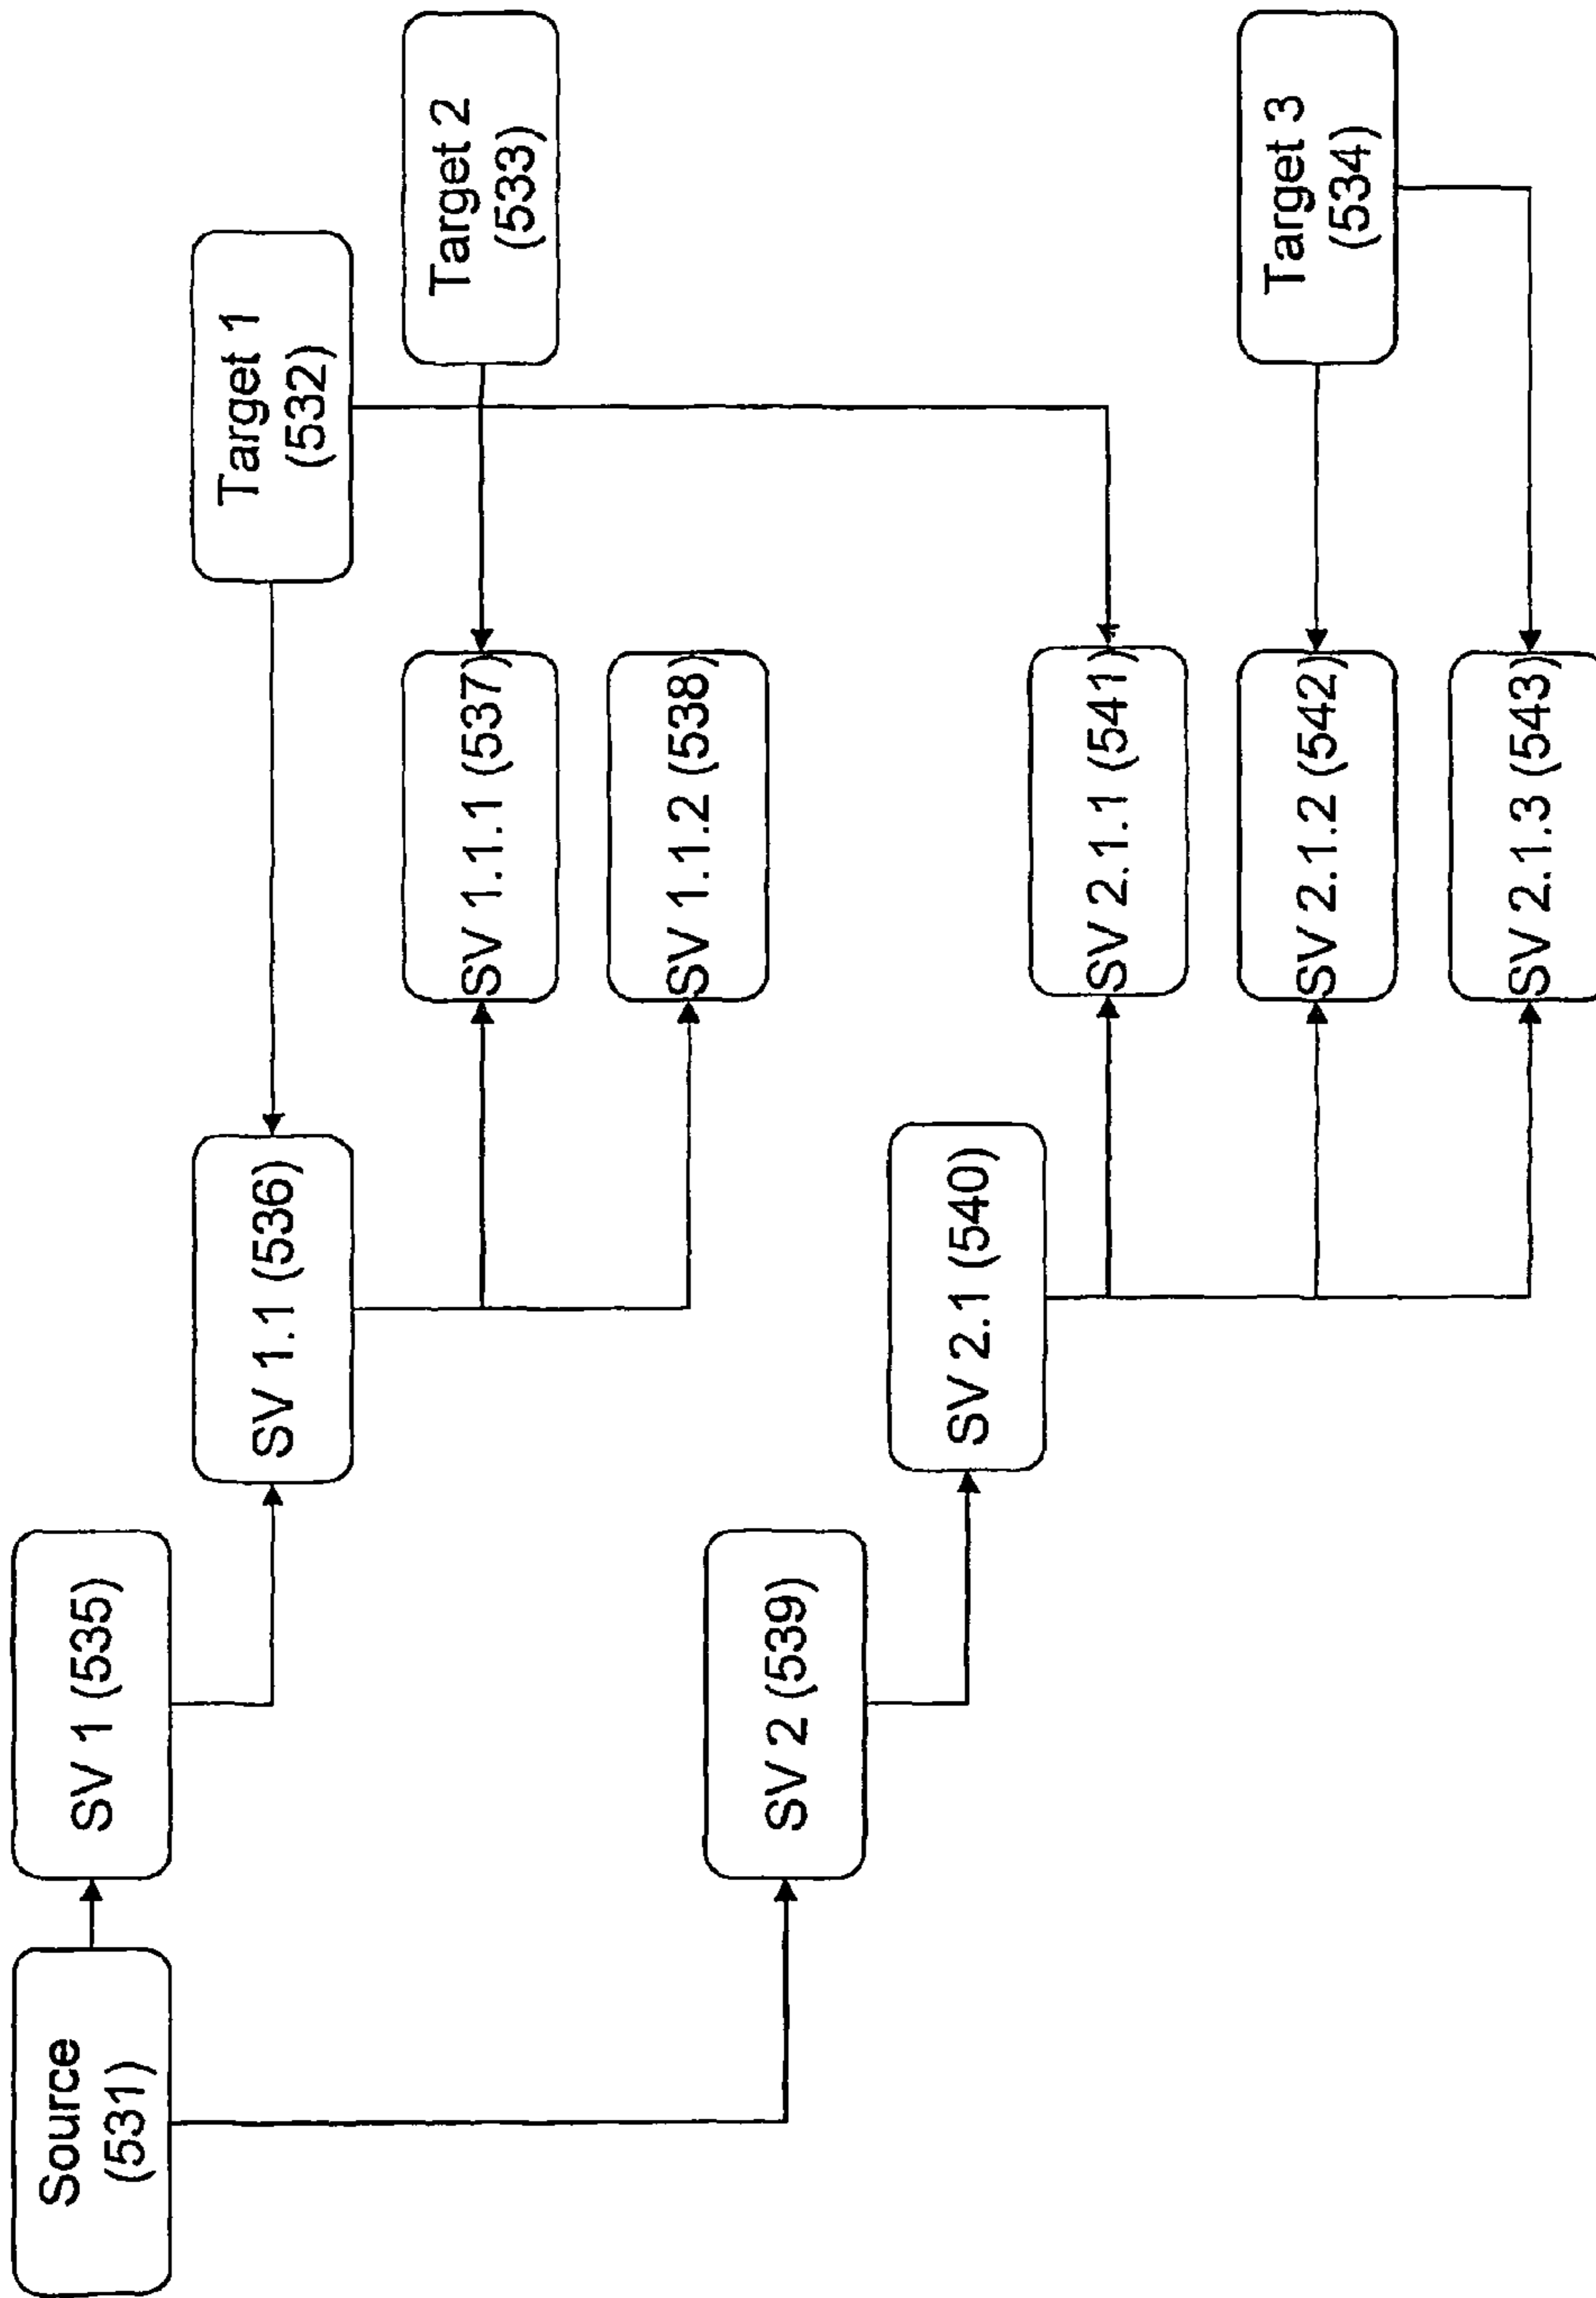 Source
(531)
SV 1 (535)
SV 1.1 (536)
Target 1
(532)
SV 1.1.1 (537)
Target 2
(533)
SV 1.1.2 (538)
SV 2 (539)
SV 2.1 (540)
SV 2.1.1 (541)
SV 2.1.2 (542)
Target 3
(534)
SV 2.1.3 (543)